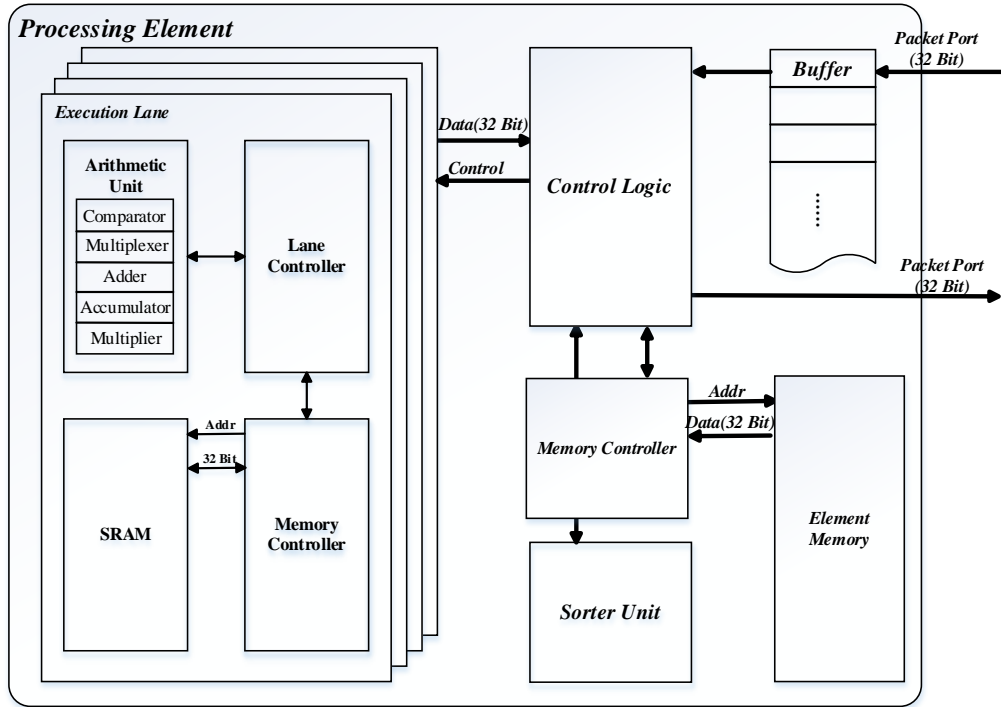 Processing Element
Execution Lane
Arithmetic
Unit
Comparator
Multiplexer
Adder
Accumulator
Multiplier
Lane
Controller
Addr
32 Bit
SRAM
Memory
Controller
Data(32 Bit)
Control
Control Logic
Buffer
......
Packet Port
(32 Bit)
Packet Port
(32 Bit)
Memory Controller
Addr
Data(32 Bit)
Element
Memory
Sorter Unit